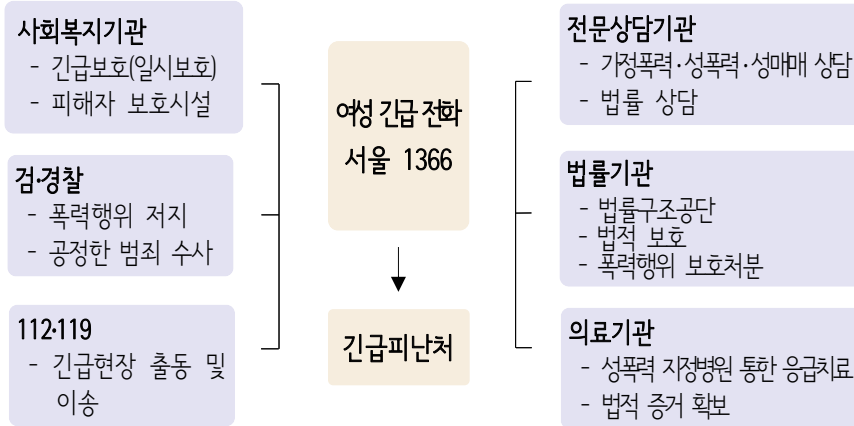 사회복지기관
- 긴급보호(일시보호)
- 피해자 보호시설
검·경찰
- 폭력행위 저지
- 공정한 범죄 수사
112·119
- 긴급현장 출동 및
이송
여성 긴급 전화
서울 1366
긴급피난처
전문상담기관
- 가정폭력·성폭력·성매매 상담
- 법률 상담
법률기관
- 법률구조공단
- 법적 보호
- 폭력행위 보호처분
의료기관
- 성폭력 지정병원 통한 응급치료
- 법적 증거 확보